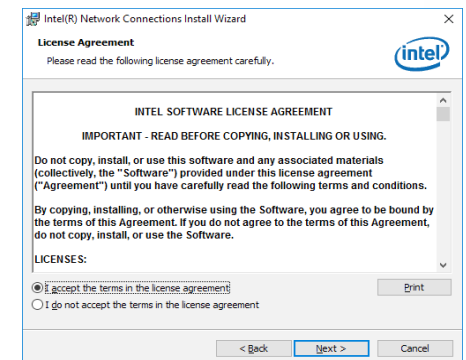 Intel(R) Network Connections Install Wizard
License Agreement
Please read the following license agreement carefully.
intel
INTEL SOFTWARE LICENSE AGREEMENT
IMPORTANT - READ BEFORE COPYING, INSTALLING OR USING.
Do not copy, install, or use this software and any associated materials
(collectively, the "Software") provided under this license agreement
("Agreement") until you have carefully read the following terms and conditions.
By copying, installing, or otherwise using the Software, you agree to be bound by
the terms of this Agreement. If you do not agree to the terms of this Agreement,
do not copy, install, or use the Software.
LICENSES:
I accept the terms in the license agreement
Print
I do not accept the terms in the license agreement
< Back
Next >
Cancel